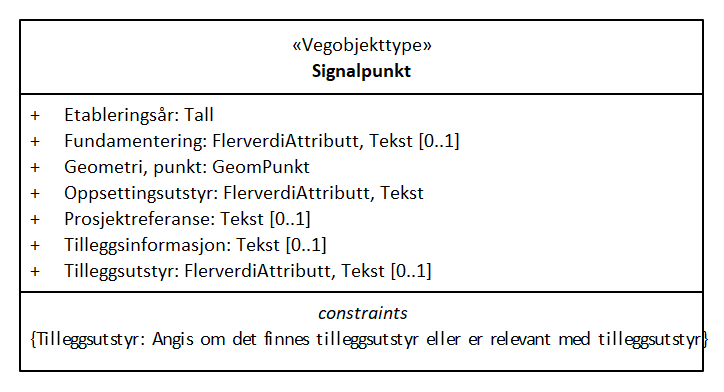 «Vegobjekttype»
Signalpunkt
+ Etableringsår: Tall
+ Fundamentering: FlerverdiAttributt, Tekst [0..1]
+ Geometri, punkt: GeomPunkt
+ Oppsettingsutstyr: FlerverdiAttributt, Tekst
+ Prosjektreferanse: Tekst [0..1]
+ Tilleggsinformasjon: Tekst [0..1]
+ Tilleggsutstyr: FlerverdiAttributt, Tekst [0..1]
constraints
{Tilleggsutstyr: Angis om det finnes tilleggsutstyr eller er relevant med tilleggsutstyr}